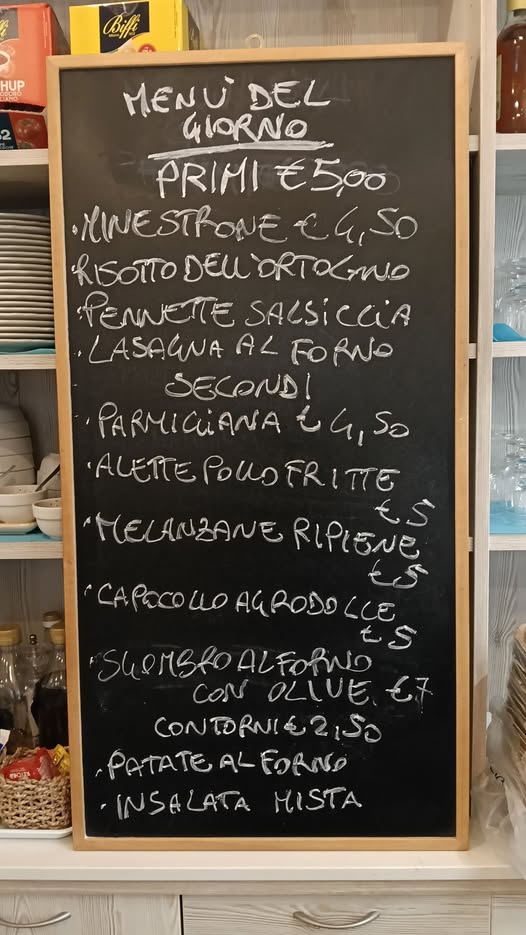 Biffi
HUP
MENÙ DEL
GIORNO
PRIMI €5,00
·MINESTRONE € 4,50
·RISOTTO DELL'ORTOLANO
·PENNETTE SALSICCIA
·LASAGNA AL FORNO
SECONDI
·PARMIGIANA € 4,50
·ALETTE POLLO FRITTE
€5
·MELANZANE RIPIENE
€5
·CAPOCOLLO AGRODOLCE
€5
·SGOMBRO AL FORNO
CON OLIVE €7
CONTORNI € 2,50
·PATATE AL FORNO
·INSALATA MISTA